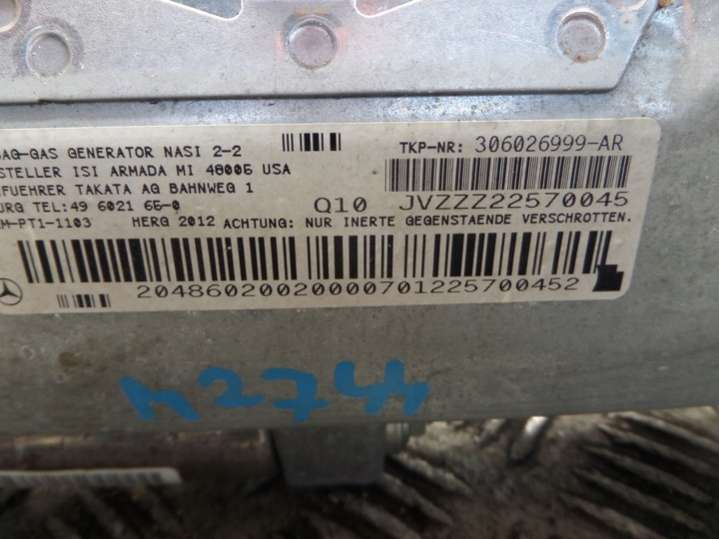 BAG-GAS GENERATOR NASI 2-2
STELLER ISI ARMADA MI 48006 USA
FUEHRER TAKATA AG BAHNWEG 1
URG TEL:49 6021 65-0
M-PT1-1103 HERG 2012 ACHTUNG: NUR INERTE GEGENSTAENDE VERSCHROTTEN.
TKP-NR: 306026999-AR
Q10 JVZZZ22570045
20486020020000701225700452
M2744